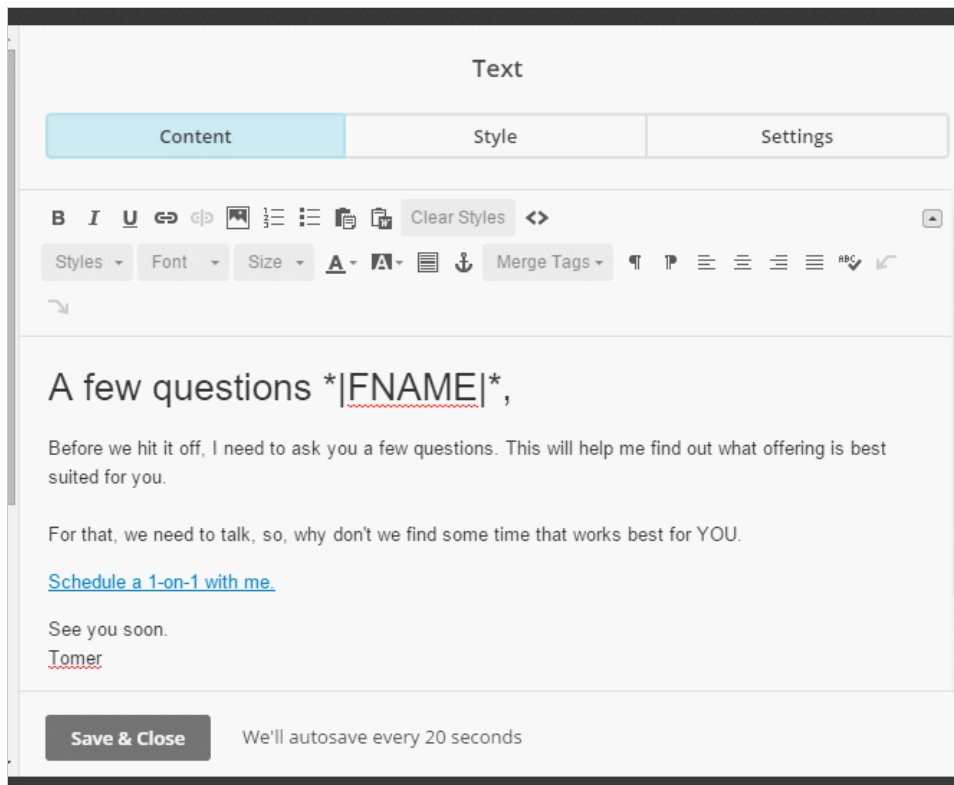 Text
Content Style Settings
B I U Clear Styles <>
Styles Font Size A A Merge Tags ABC
A few questions *|FNAME|*,
Before we hit it off, I need to ask you a few questions. This will help me find out what offering is best
suited for you.
For that, we need to talk, so, why don't we find some time that works best for YOU.
Schedule a 1-on-1 with me.
See you soon.
Tomer
Save & Close We'll autosave every 20 seconds